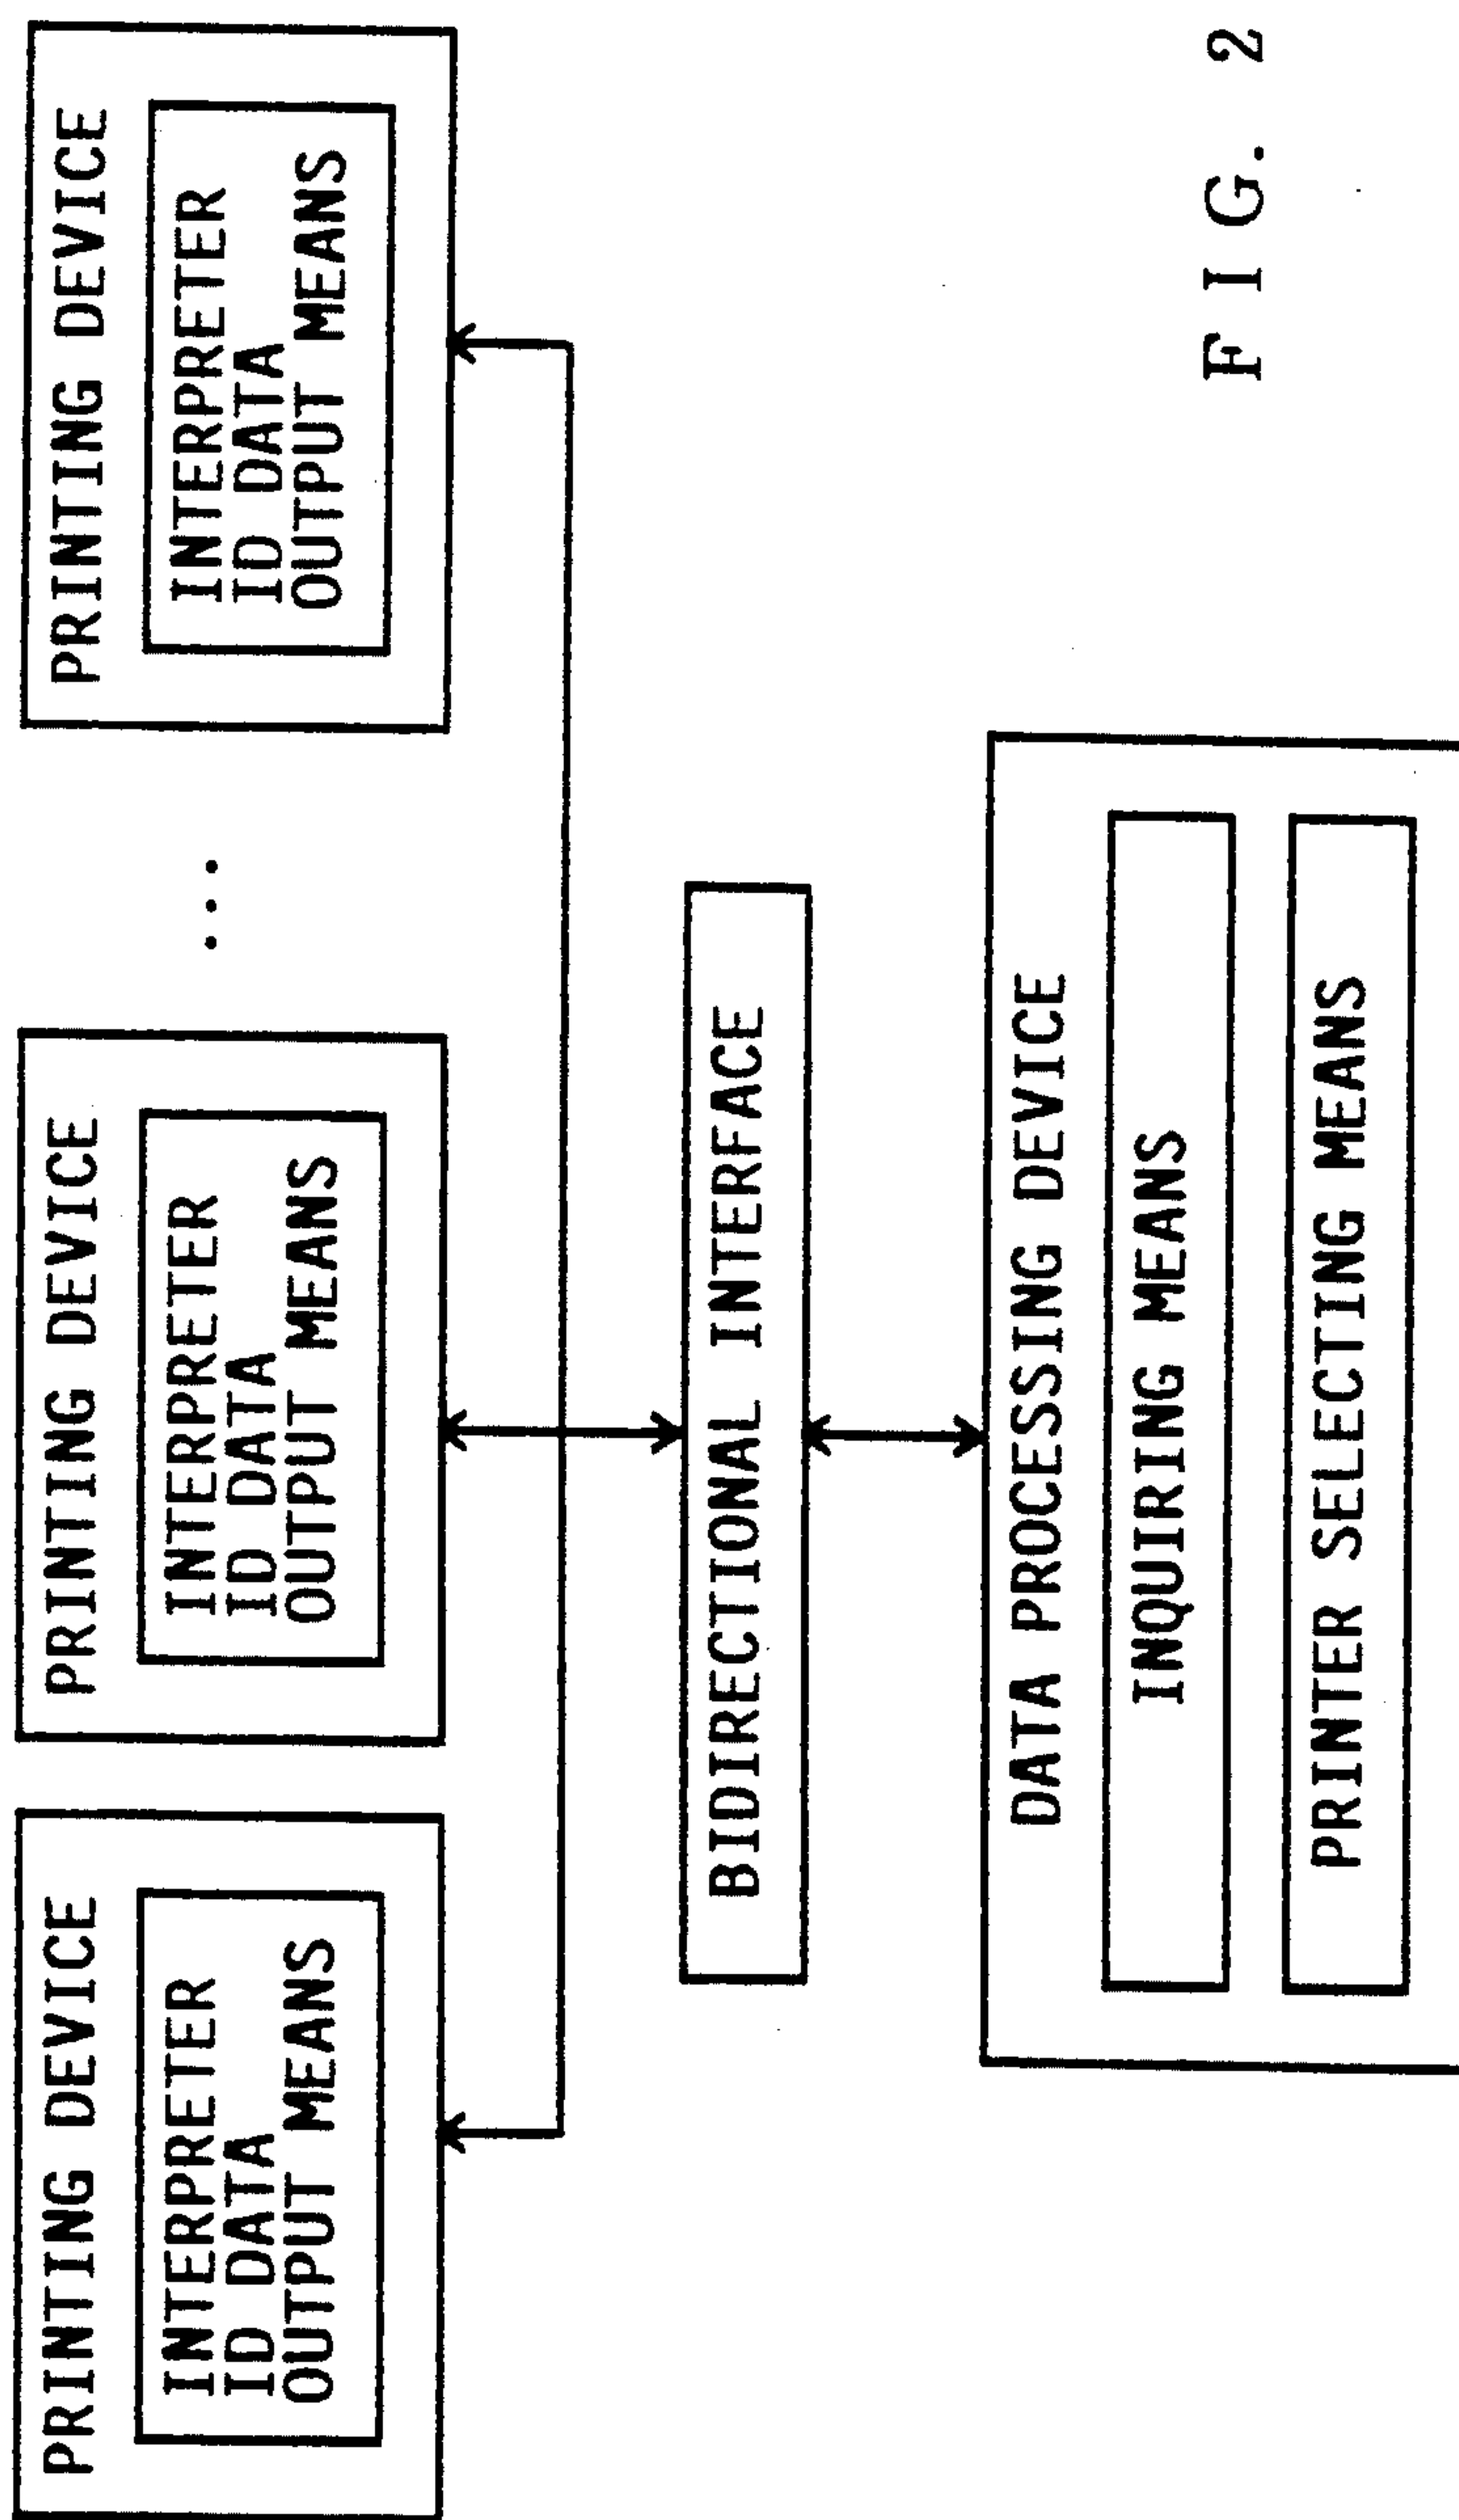 PRINTING DEVICE
INTERPRETER
ID DATA
OUTPUT MEANS
PRINTING DEVICE
INTERPRETER
ID DATA
OUTPUT MEANS
...
PRINTING DEVICE
INTERPRETER
ID DATA
OUTPUT MEANS
BIDIRECTIONAL INTERFACE
DATA PROCESSING DEVICE
INQUIRING MEANS
PRINTER SELECTING MEANS
FIG. 2